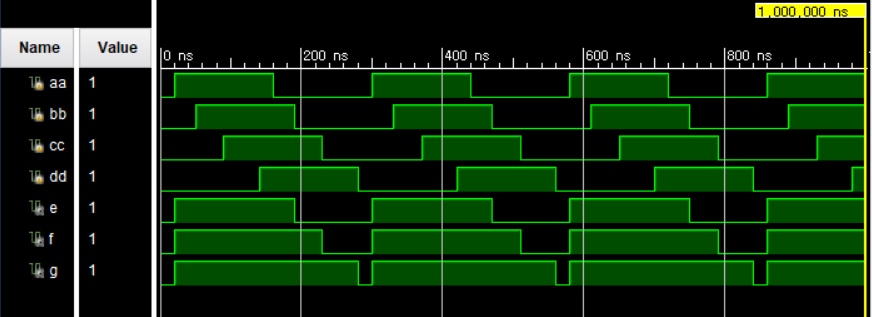 1,000,000 ns
Name Value
0 ns 200 ns 400 ns 600 ns 800 ns
aa 1
bb 1
cc 1
dd 1
e 1
f 1
g 1